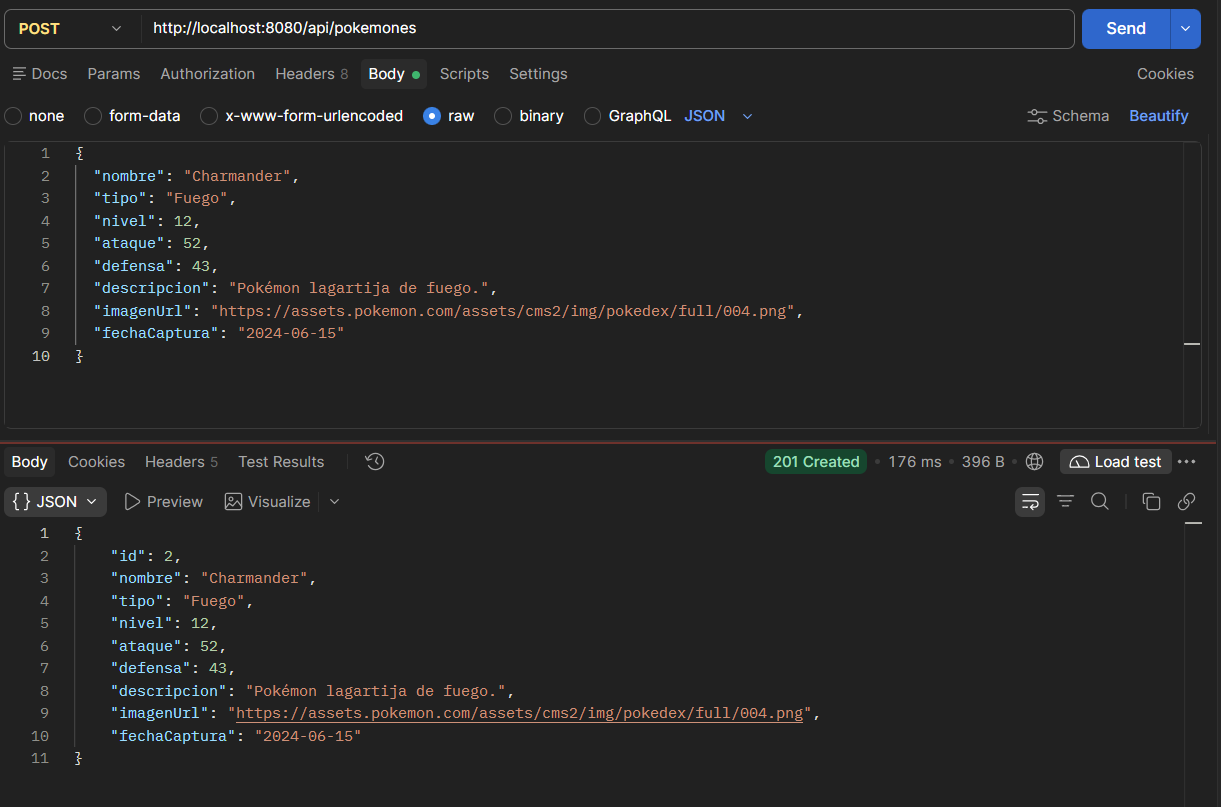 POST http://localhost:8080/api/pokemones Send
Docs Params Authorization Headers 8 Body Scripts Settings Cookies
none form-data x-www-form-urlencoded raw binary GraphQL JSON Schema Beautify
1 {
2 "nombre": "Charmander",
3 "tipo": "Fuego",
4 "nivel": 12,
5 "ataque": 52,
6 "defensa": 43,
7 "descripcion": "Pokémon lagartija de fuego.",
8 "imagenUrl": "https://assets.pokemon.com/assets/cms2/img/pokedex/full/004.png",
9 "fechaCaptura": "2024-06-15"
10 }
Body Cookies Headers 5 Test Results 201 Created 176 ms 396 B Load test
{} JSON Preview Visualize
1 {
2 "id": 2,
3 "nombre": "Charmander",
4 "tipo": "Fuego",
5 "nivel": 12,
6 "ataque": 52,
7 "defensa": 43,
8 "descripcion": "Pokémon lagartija de fuego.",
9 "imagenUrl": "https://assets.pokemon.com/assets/cms2/img/pokedex/full/004.png",
10 "fechaCaptura": "2024-06-15"
11 }